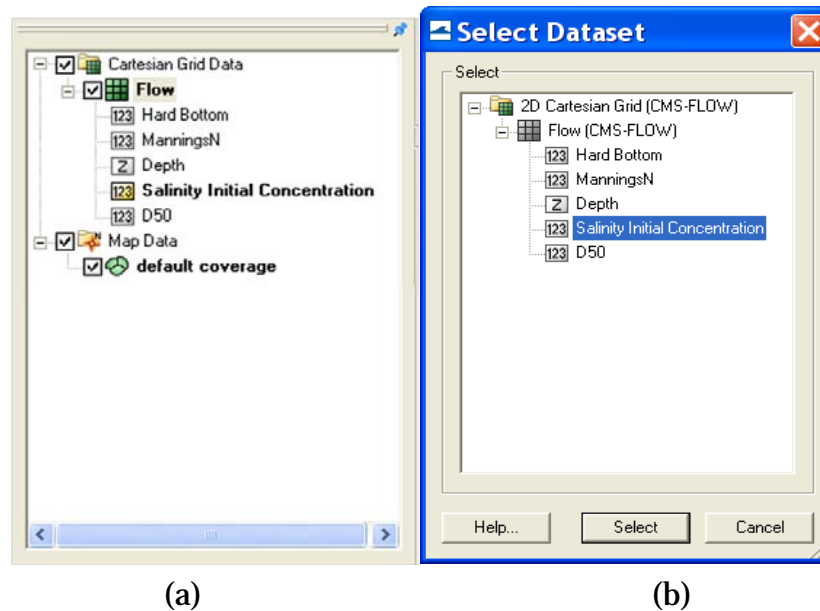 Cartesian Grid Data
Flow
123 Hard Bottom
123 ManningsN
Z Depth
123 Salinity Initial Concentration
123 D50
Map Data
default coverage
(a)
Select Dataset
Select
2D Cartesian Grid (CMS-FLOW)
Flow (CMS-FLOW)
123 Hard Bottom
123 ManningsN
Z Depth
123 Salinity Initial Concentration
123 D50
Help... Select Cancel
(b)